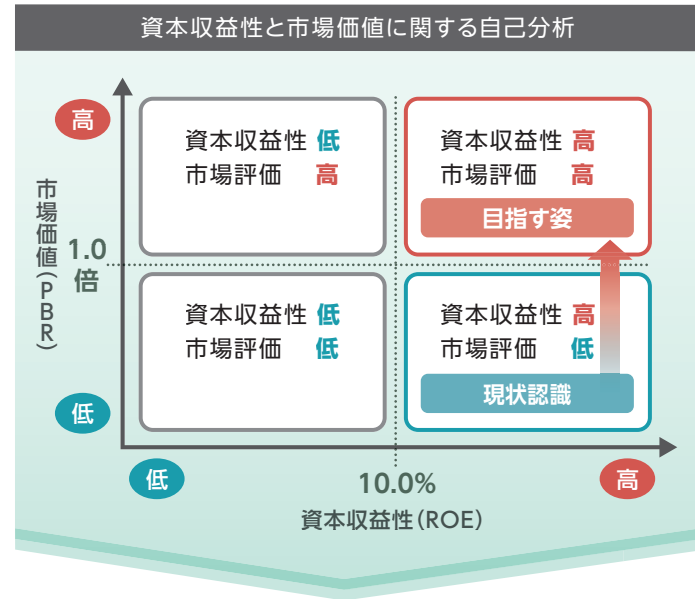 資本収益性と市場価値に関する自己分析
高
資本収益性 低
市場評価 高
資本収益性 高
市場評価 高
目指す姿
市場価値(PBR)
1.0
倍
資本収益性 低
市場評価 低
資本収益性 高
市場評価 低
現状認識
低
低
10.0%
高
資本収益性(ROE)